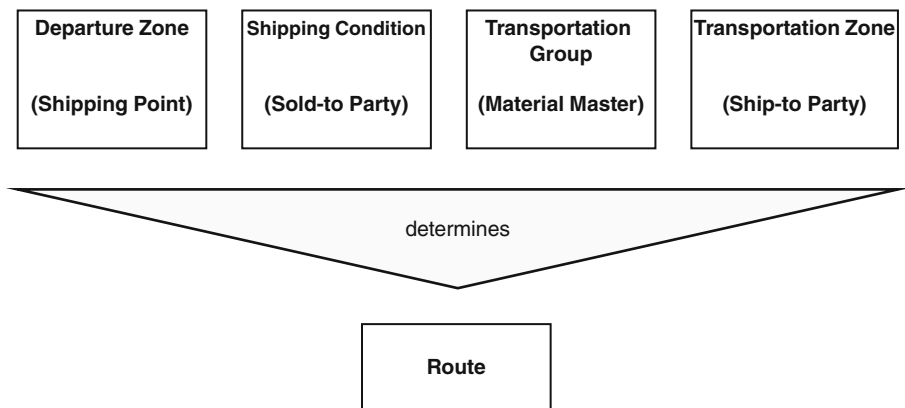 Departure Zone
(Shipping Point)
Shipping Condition
(Sold-to Party)
Transportation
Group
(Material Master)
Transportation Zone
(Ship-to Party)
determines
Route